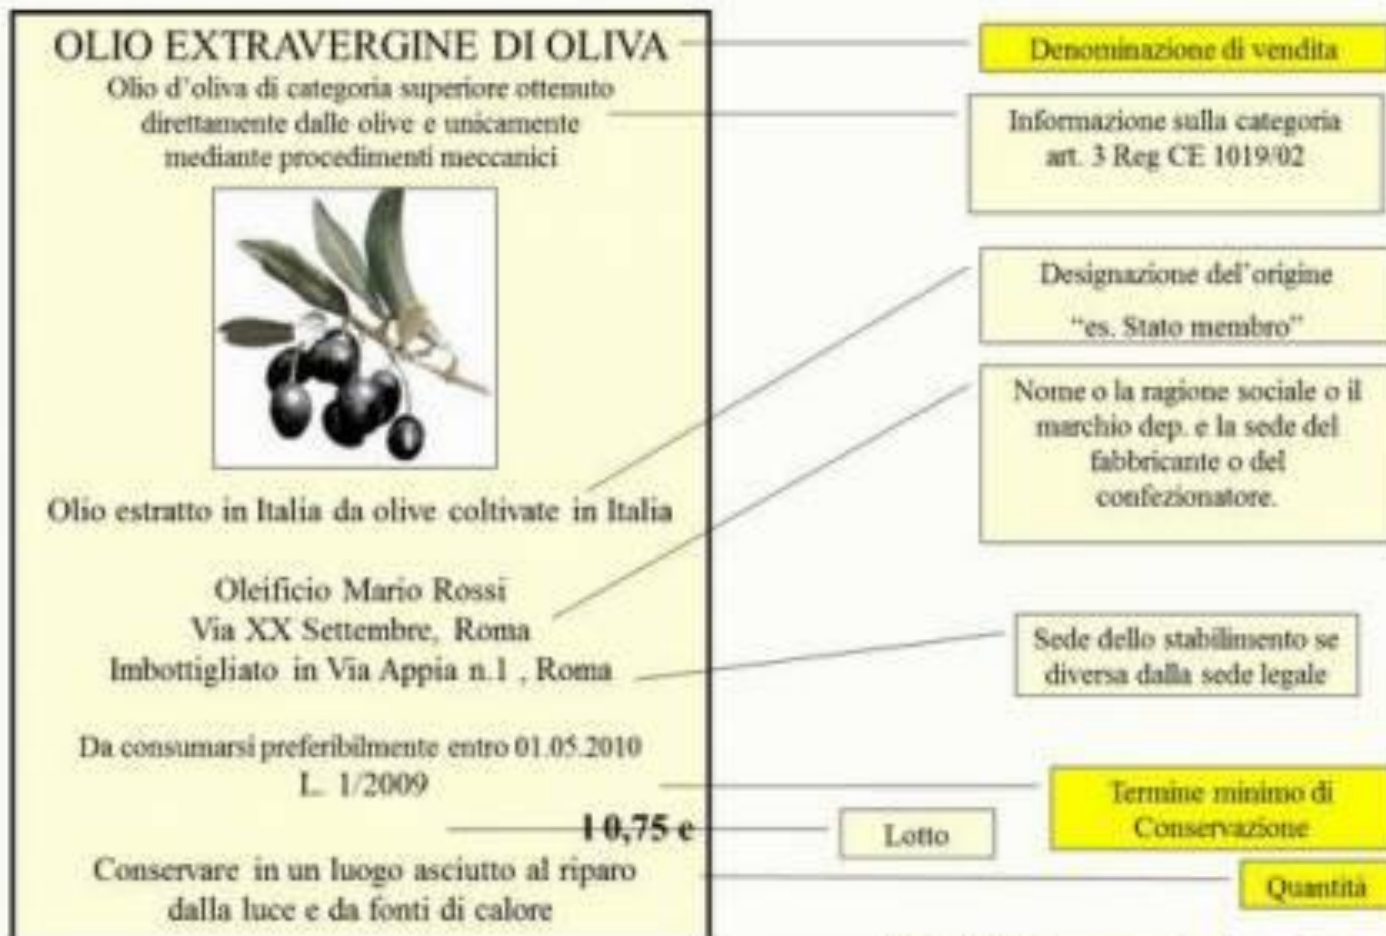 OLIO EXTRAVERGINE DI OLIVA
Olio d'oliva di categoria superiore ottenuto
direttamente dalle olive e unicamente
mediante procedimenti meccanici
Olio estratto in Italia da olive coltivate in Italia
Oleificio Mario Rossi
Via XX Settembre, Roma
Imbottigliato in Via Appia n.1 , Roma
Da consumarsi preferibilmente entro 01.05.2010
L. 1/2009
l 0,75 e
Conservare in un luogo asciutto al riparo
dalla luce e da fonti di calore
Denominazione di vendita
Informazione sulla categoria
art. 3 Reg CE 1019/02
Designazione del'origine
“es. Stato membro”
Nome o la ragione sociale o il
marchio dep. e la sede del
fabbricante o del
confezionatore.
Sede dello stabilimento se
diversa dalla sede legale
Termine minimo di
Conservazione
Lotto
Quantità